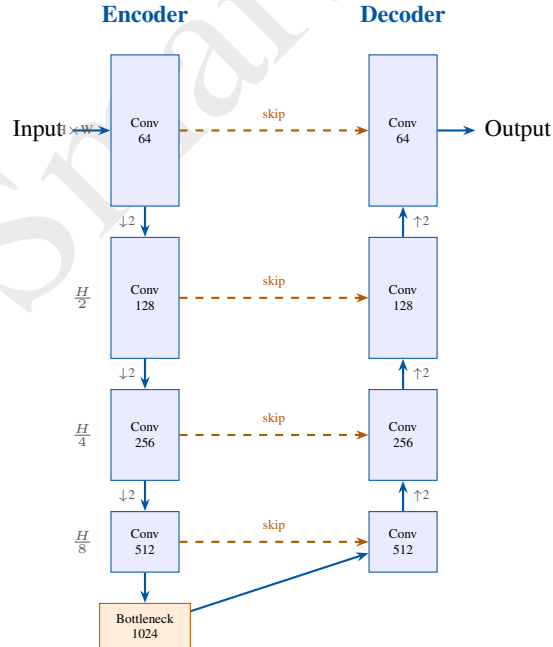 Encoder Decoder
Conv
64
skip
Conv
64
Input
× W
Output
↓2
↑2
H/2
Conv
128
skip
Conv
128
↓2
↑2
H/4
Conv
256
skip
Conv
256
↓2
↑2
H/8
Conv
512
skip
Conv
512
Bottleneck
1024